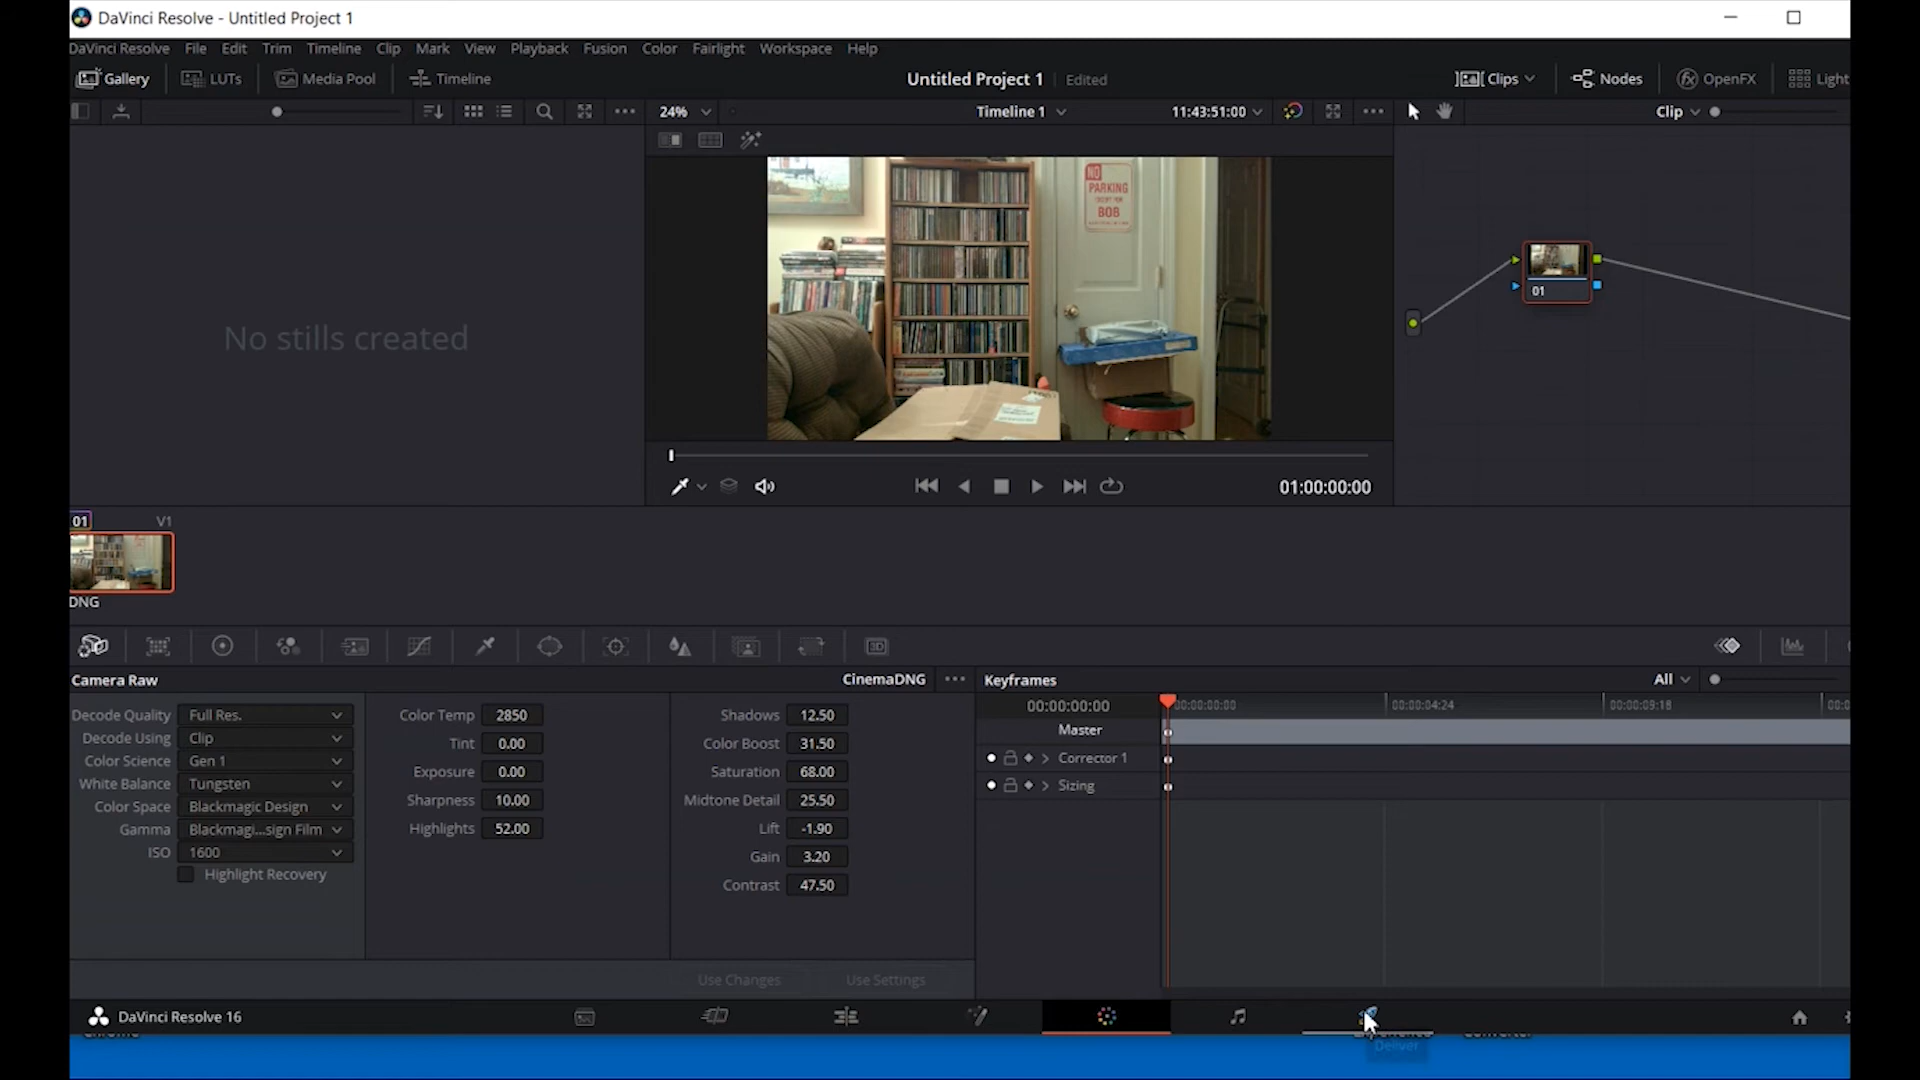 DaVinci Resolve - Untitled Project 1
DaVinci Resolve File Edit Trim Timeline Clip Mark View Playback Fusion Color Fairlight Workspace Help
Gallery LUTs Media Pool Timeline Untitled Project 1 Edited Clips Nodes OpenFX Light
24% Timeline 1 11:43:51:00 Clip
NO
PARKING
EXCEPT FOR
BOB
01
No stills created
01:00:00:00
01 V1
DNG
Camera Raw CinemaDNG Keyframes All
Decode Quality Full Res. Color Temp 2850 Shadows 12.50 00:00:00:00 00:00:00:00 00:00:04:24 00:00:09:18 00:0
Decode Using Clip Tint 0.00 Color Boost 31.50 Master
Color Science Gen 1 Exposure 0.00 Saturation 68.00 Corrector 1
White Balance Tungsten Sharpness 10.00 Midtone Detail 25.50 Sizing
Color Space Blackmagic Design Highlights 52.00 Lift -1.90
Gamma Blackmagi...sign Film Gain 3.20
ISO 1600 Contrast 47.50
Highlight Recovery
Use Changes Use Settings
3D
DaVinci Resolve 16
Chrome Experience Converter
Deliver